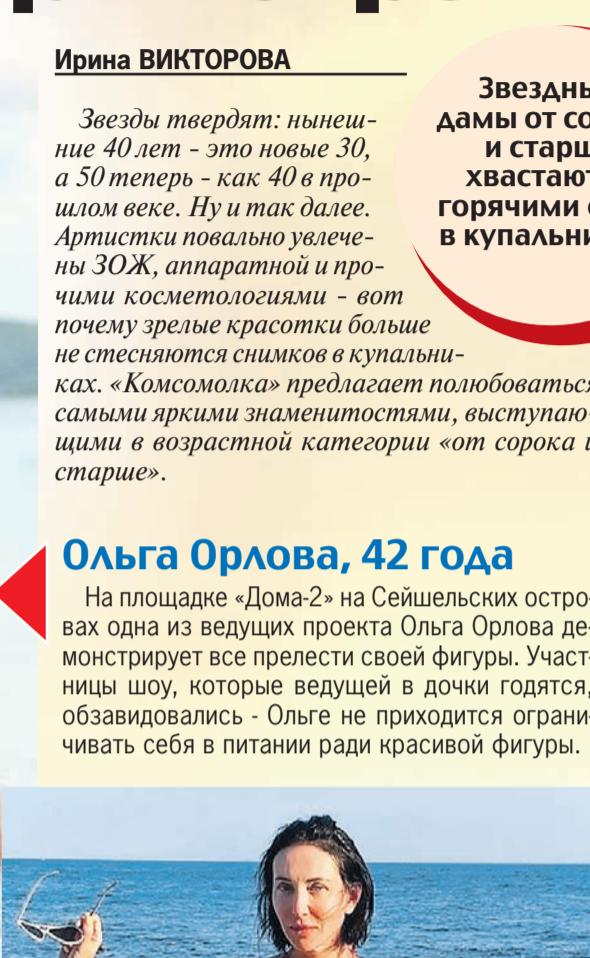 Ирина ВИКТОРОВА
Звезды твердят: нынеш-
ние 40 лет - это новые 30,
а 50 теперь - как 40 в про-
шлом веке. Ну и так далее.
Артистки повально увлече-
ны ЗОЖ, аппаратной и про-
чими косметологиями - вот
почему зрелые красотки больше
не стесняются снимков в купальни-
ках. «Комсомолка» предлагает полюбоваться
самыми яркими знаменитостями, выступаю-
щими в возрастной категории «от сорока и
старше».
Звездны
дамы от со
и старш
хвастают
горячими
в купальни
Ольга Орлова, 42 года
На площадке «Дома-2» на Сейшельских остро-
вах одна из ведущих проекта Ольга Орлова де-
монстрирует все прелести своей фигуры. Участ-
ницы шоу, которые ведущей в дочки годятся,
обзавидовались - Ольге не приходится ограни-
чивать себя в питании ради красивой фигуры.